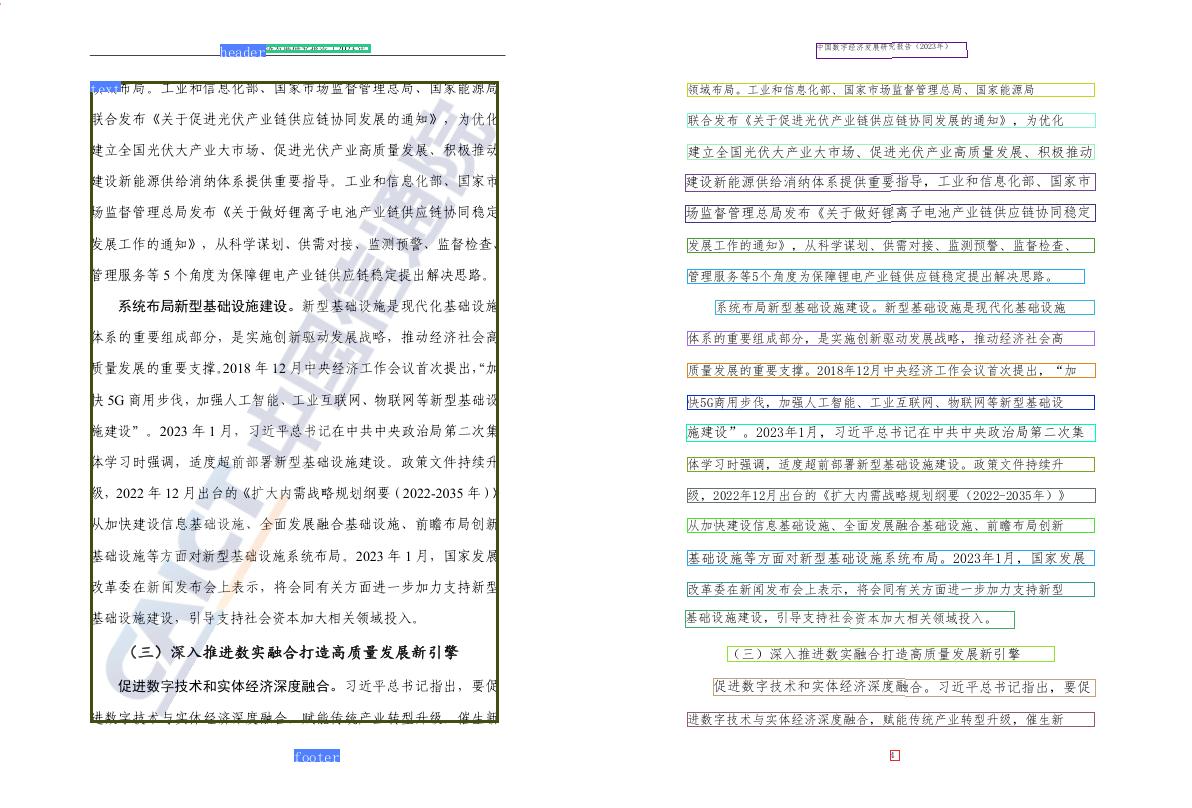 header
text布局。工业和信息化部、国家市场监督管理总局、国家能源局
联合发布《关于促进光伏产业链供应链协同发展的通知》，为优化
建立全国光伏大产业大市场、促进光伏产业高质量发展、积极推动
建设新能源供给消纳体系提供重要指导。工业和信息化部、国家市
场监督管理总局发布《关于做好锂离子电池产业链供应链协同稳定
发展工作的通知》，从科学谋划、供需对接、监测预警、监督检查、
管理服务等 5 个角度为保障锂电产业链供应链稳定提出解决思路。
系统布局新型基础设施建设。新型基础设施是现代化基础设施
体系的重要组成部分，是实施创新驱动发展战略，推动经济社会高
质量发展的重要支撑。2018 年 12 月中央经济工作会议首次提出，“加
快 5G 商用步伐，加强人工智能、工业互联网、物联网等新型基础设
施建设”。2023 年 1 月，习近平总书记在中共中央政治局第二次集
体学习时强调，适度超前部署新型基础设施建设。政策文件持续升
级，2022 年 12 月出台的《扩大内需战略规划纲要（2022-2035 年）》
从加快建设信息基础设施、全面发展融合基础设施、前瞻布局创新
基础设施等方面对新型基础设施系统布局。2023 年 1 月，国家发展
改革委在新闻发布会上表示，将会同有关方面进一步加力支持新型
基础设施建设，引导支持社会资本加大相关领域投入。
（三）深入推进数实融合打造高质量发展新引擎
促进数字技术和实体经济深度融合。习近平总书记指出，要促
进数字技术与实体经济深度融合，赋能传统产业转型升级，催生新
footer
CAICT 中国信通院
中国数字经济发展研究报告（2023年）
领域布局。工业和信息化部、国家市场监督管理总局、国家能源局
联合发布《关于促进光伏产业链供应链协同发展的通知》，为优化
建立全国光伏大产业大市场、促进光伏产业高质量发展、积极推动
建设新能源供给消纳体系提供重要指导，工业和信息化部、国家市
场监督管理总局发布《关于做好锂离子电池产业链供应链协同稳定
发展工作的通知》，从科学谋划、供需对接、监测预警、监督检查、
管理服务等5个角度为保障锂电产业链供应链稳定提出解决思路。
系统布局新型基础设施建设。新型基础设施是现代化基础设施
体系的重要组成部分，是实施创新驱动发展战略，推动经济社会高
质量发展的重要支撑。2018年12月中央经济工作会议首次提出，“加
快5G商用步伐，加强人工智能、工业互联网、物联网等新型基础设
施建设”。2023年1月，习近平总书记在中共中央政治局第二次集
体学习时强调，适度超前部署新型基础设施建设。政策文件持续升
级，2022年12月出台的《扩大内需战略规划纲要（2022-2035年）》
从加快建设信息基础设施、全面发展融合基础设施、前瞻布局创新
基础设施等方面对新型基础设施系统布局。2023年1月，国家发展
改革委在新闻发布会上表示，将会同有关方面进一步加力支持新型
基础设施建设，引导支持社会资本加大相关领域投入。
（三）深入推进数实融合打造高质量发展新引擎
促进数字技术和实体经济深度融合。习近平总书记指出，要促
进数字技术与实体经济深度融合，赋能传统产业转型升级，催生新